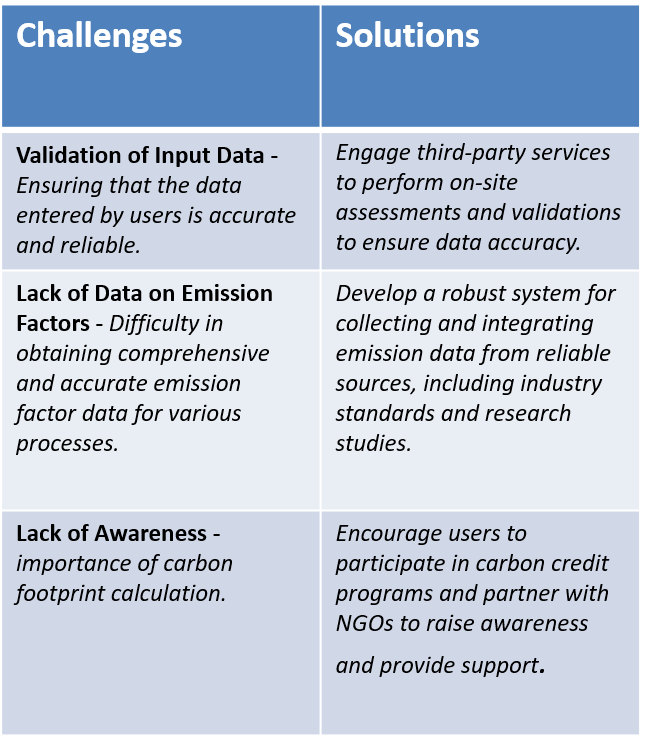 Challenges
Solutions
Validation of Input Data -
Ensuring that the data
entered by users is accurate
and reliable.
Engage third-party services
to perform on-site
assessments and validations
to ensure data accuracy.
Lack of Data on Emission
Factors - Difficulty in
obtaining comprehensive
and accurate emission
factor data for various
processes.
Develop a robust system for
collecting and integrating
emission data from reliable
sources, including industry
standards and research
studies.
Lack of Awareness -
importance of carbon
footprint calculation.
Encourage users to
participate in carbon credit
programs and partner with
NGOs to raise awareness
and provide support.